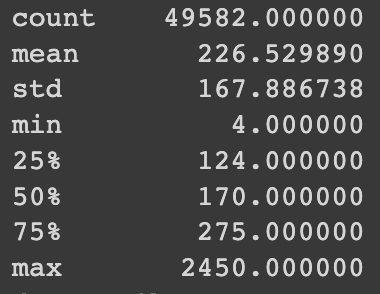 count 49582.000000
mean 226.529890
std 167.886738
min 4.000000
25% 124.000000
50% 170.000000
75% 275.000000
max 2450.000000